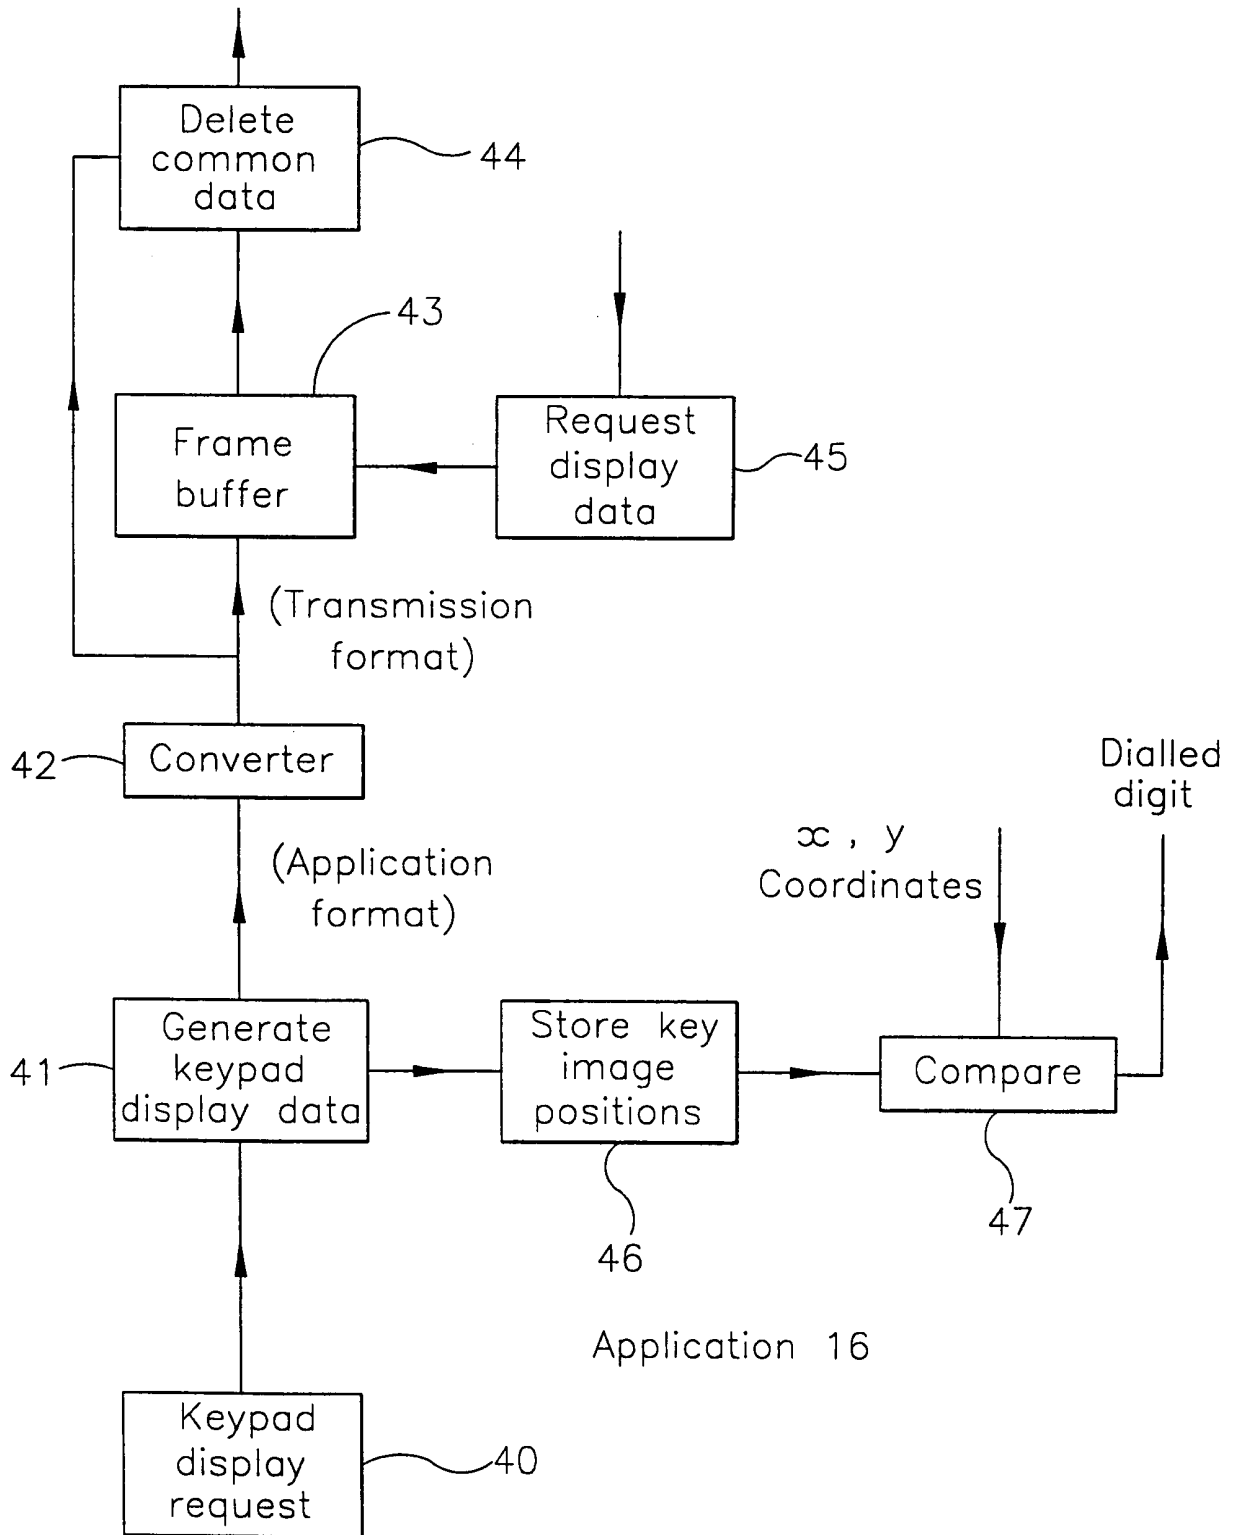 Delete
common
data
44
43
Frame
buffer
Request
display
data
45
(Transmission
format)
42
Converter
(Application
format)
Dialled
digit
x , y
Coordinates
41
Generate
keypad
display data
Store key
image
positions
Compare
46
47
Application 16
Keypad
display
request
40